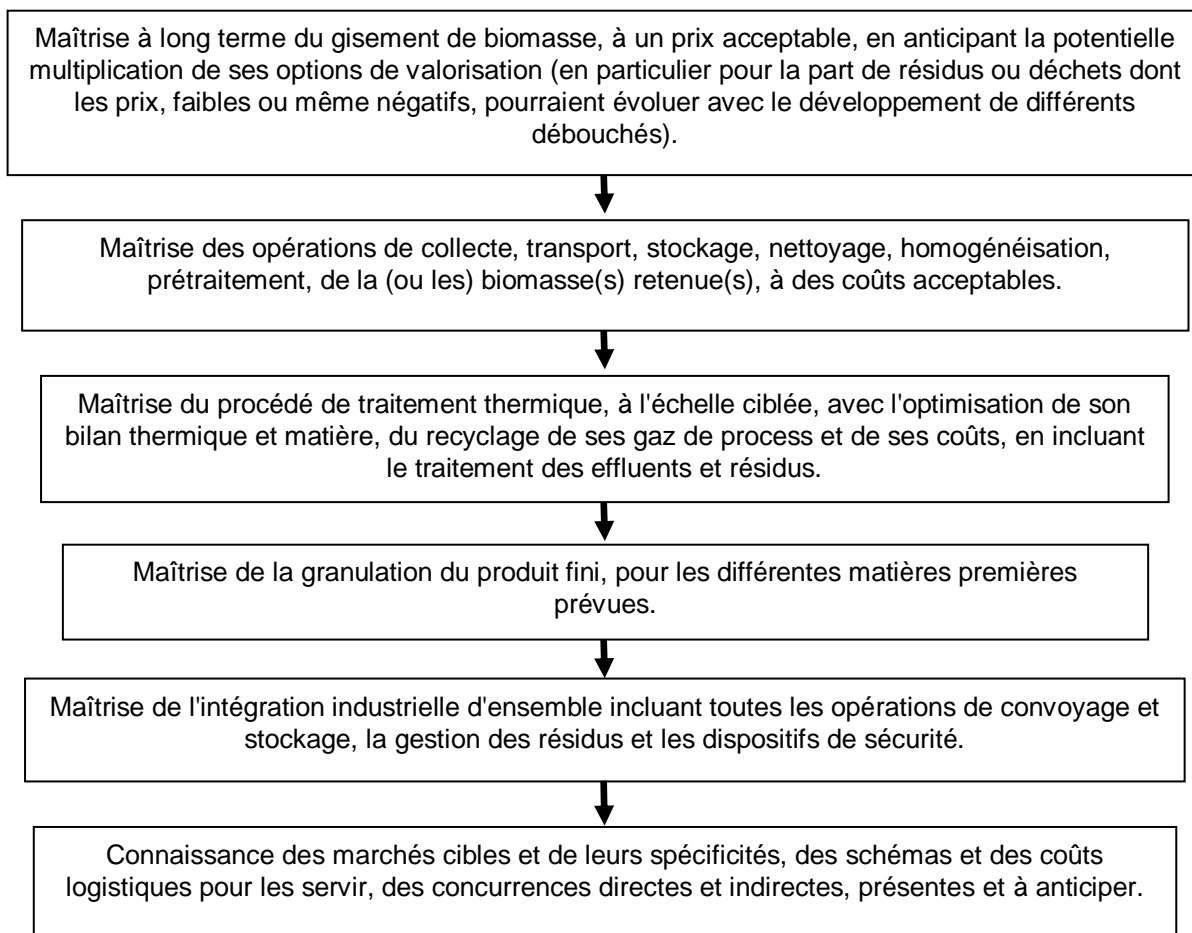 Maîtrise à long terme du gisement de biomasse, à un prix acceptable, en anticipant la potentielle
multiplication de ses options de valorisation (en particulier pour la part de résidus ou déchets dont
les prix, faibles ou même négatifs, pourraient évoluer avec le développement de différents
débouchés).
Maîtrise des opérations de collecte, transport, stockage, nettoyage, homogénéisation,
prétraitement, de la (ou les) biomasse(s) retenue(s), à des coûts acceptables.
Maîtrise du procédé de traitement thermique, à l'échelle ciblée, avec l'optimisation de son
bilan thermique et matière, du recyclage de ses gaz de process et de ses coûts, en incluant
le traitement des effluents et résidus.
Maîtrise de la granulation du produit fini, pour les différentes matières premières
prévues.
Maîtrise de l'intégration industrielle d'ensemble incluant toutes les opérations de convoyage et
stockage, la gestion des résidus et les dispositifs de sécurité.
Connaissance des marchés cibles et de leurs spécificités, des schémas et des coûts
logistiques pour les servir, des concurrences directes et indirectes, présentes et à anticiper.